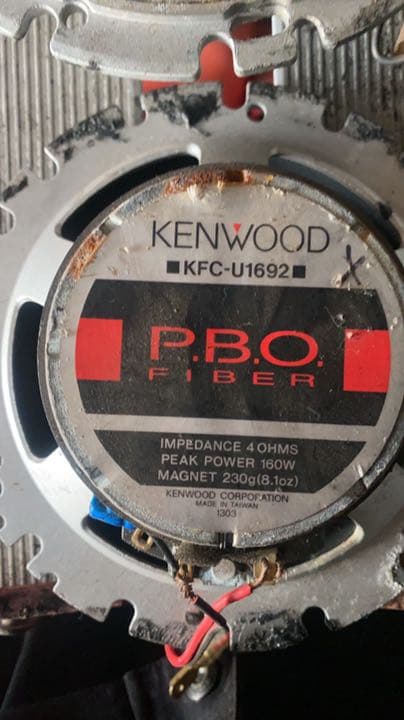 KENWOOD
■KFC-U1692■
P.B.O.
FIBER
IMPEDANCE 4 OHMS
PEAK POWER 160W
MAGNET 230g(8.1oz)
KENWOOD CORPORATION
MADE IN TAIWAN
1303